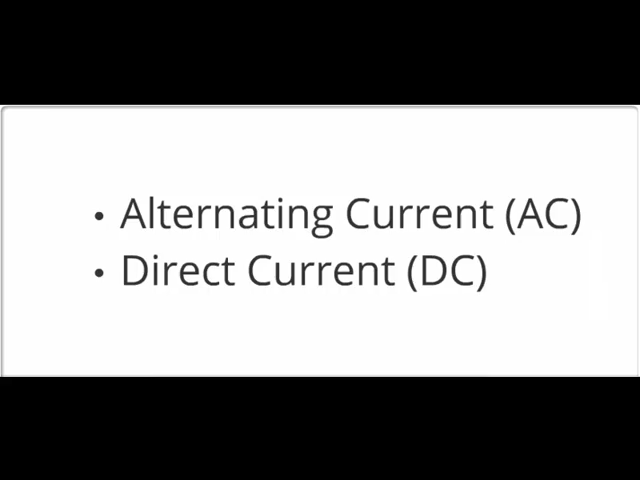 • Alternating Current (AC)
• Direct Current (DC)